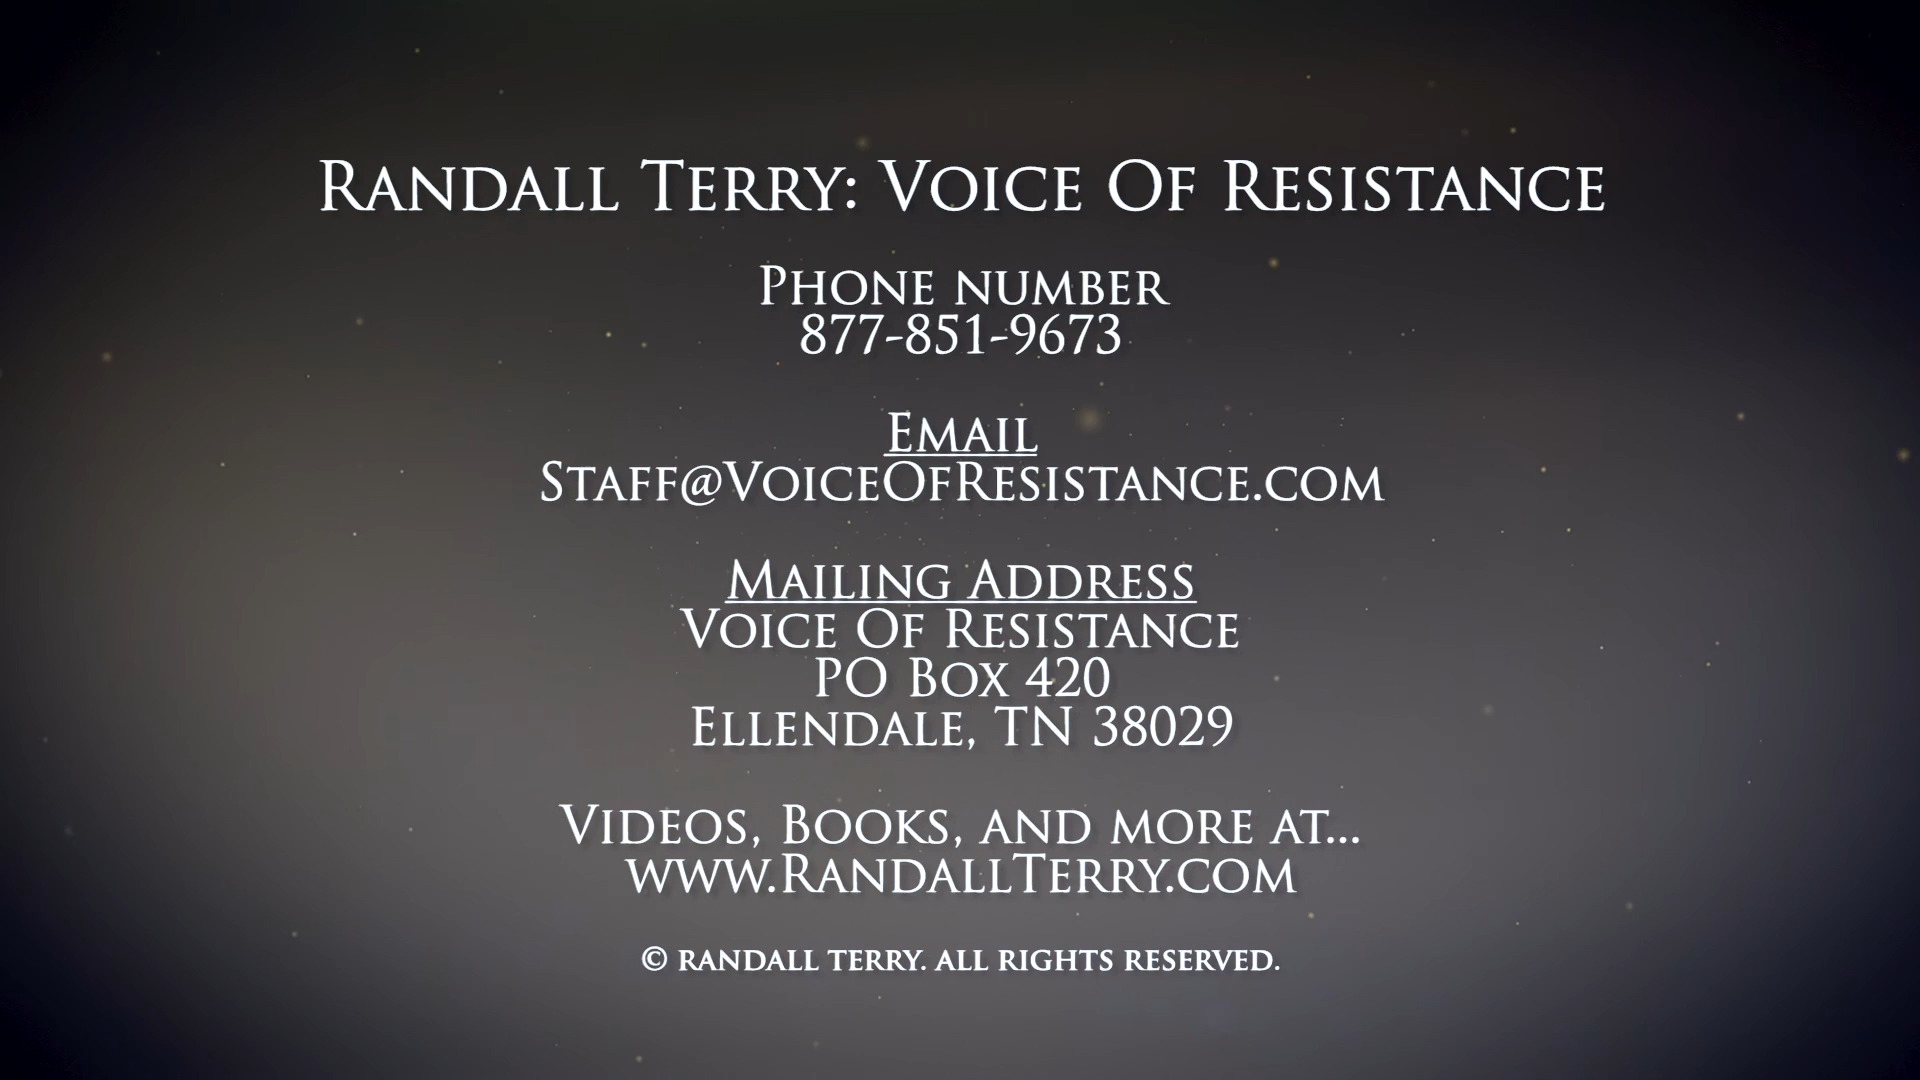 Randall Terry: Voice Of Resistance
Phone number
877-851-9673
Email
Staff@VoiceOfResistance.com
Mailing Address
Voice Of Resistance
PO Box 420
Ellendale, TN 38029
Videos, Books, and more at...
www.RandallTerry.com
© Randall Terry. All Rights Reserved.